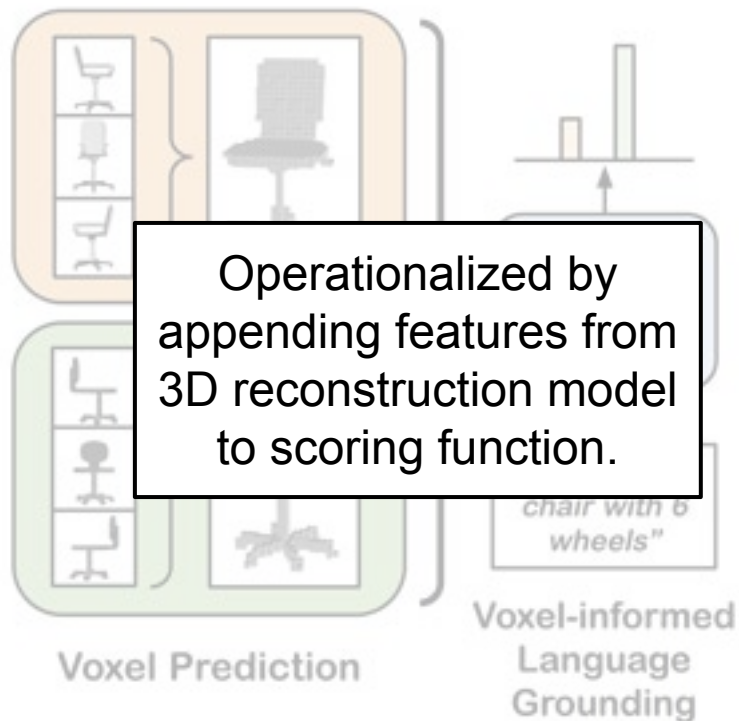 Operationalized by
appending features from
3D reconstruction model
to scoring function.
chair with 6
wheels"
Voxel Prediction
Voxel-informed
Language
Grounding